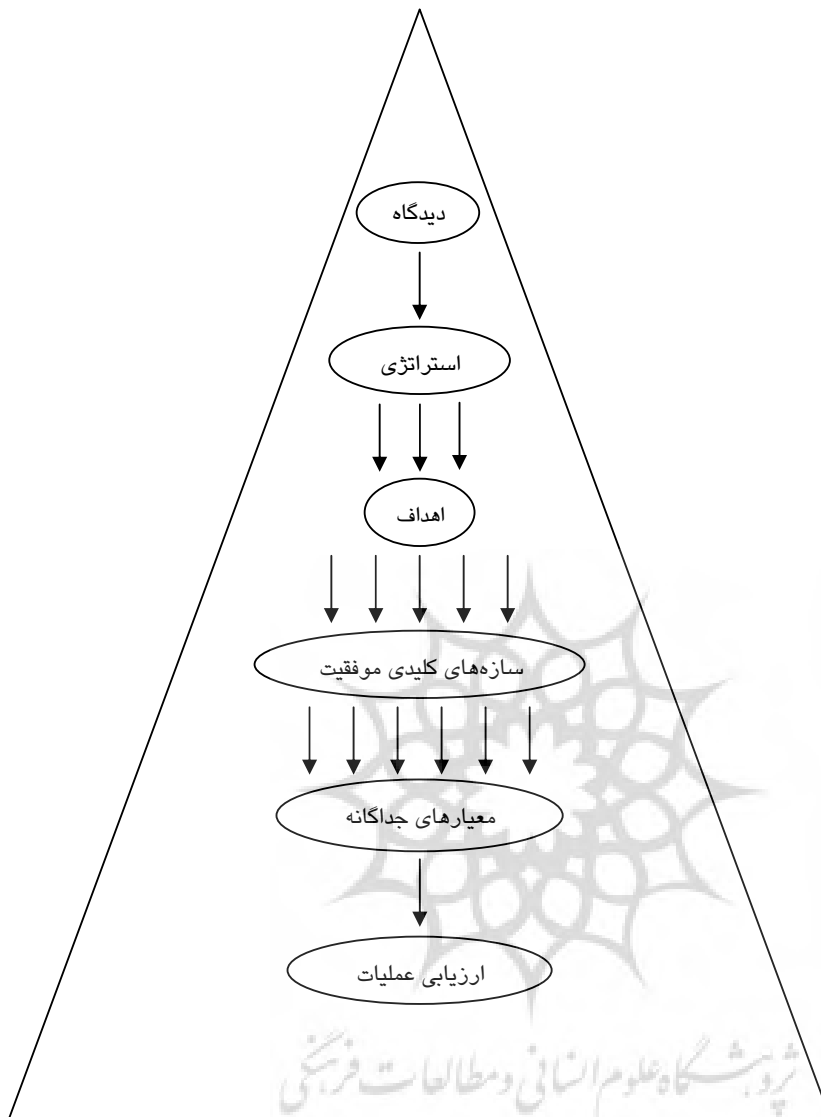 دیدگاه
استراتژی
اهداف
سازه‌های کلیدی موفقیت
معیارهای جداگانه
ارزیابی عملیات
پژوهشگاه علوم انسانی و مطالعات فرهنگی